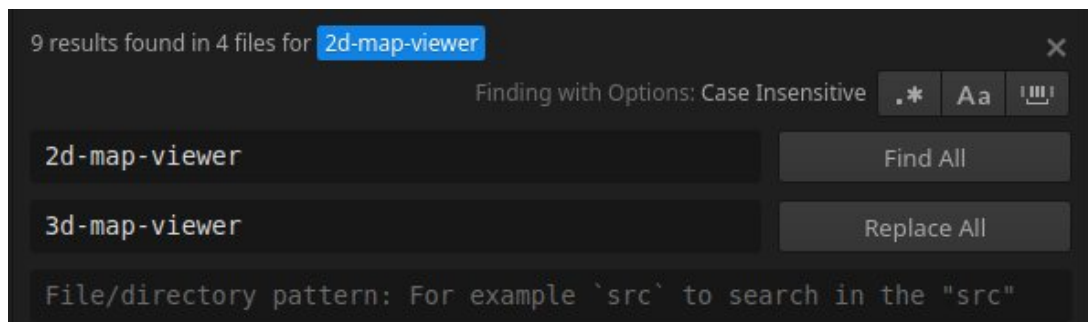 9 results found in 4 files for 2d-map-viewer
Finding with Options: Case Insensitive .* Aa
2d-map-viewer Find All
3d-map-viewer Replace All
File/directory pattern: For example `src` to search in the "src"